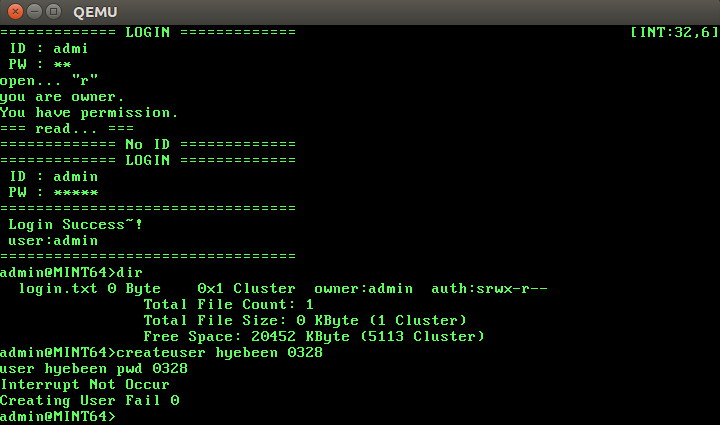 QEMU
============= LOGIN ============= [INT:32,6]
ID : admi
PW : **
open... "r"
you are owner.
You have permission.
=== read... ===
============= No ID =============
============= LOGIN =============
ID : admin
PW : *****
=================================
Login Success~!
user:admin
=================================
admin@MINT64>dir
login.txt 0 Byte 0x1 Cluster owner:admin auth:srwx-r--
Total File Count: 1
Total File Size: 0 KByte (1 Cluster)
Free Space: 20452 KByte (5113 Cluster)
admin@MINT64>createuser hyebeen 0328
user hyebeen pwd 0328
Interrupt Not Occur
Creating User Fail 0
admin@MINT64>